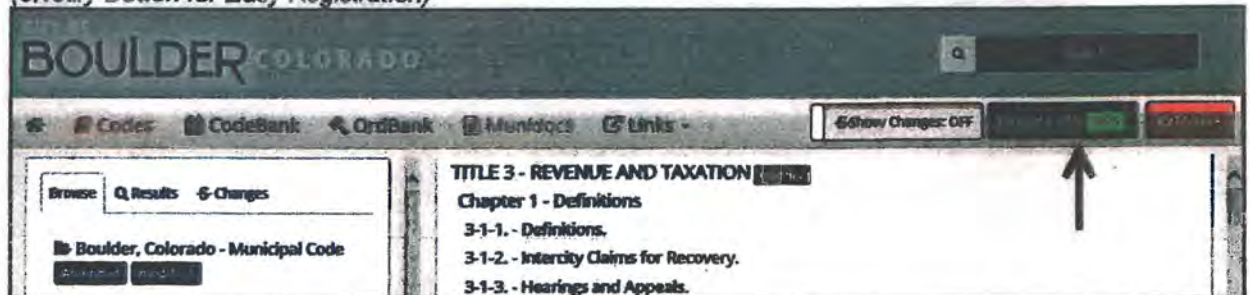 (eNotify Button for Easy Registration)
BOULDER COLORADO
Codes CodeBank OrdBank Munidocs Links
Show Changes: OFF
Browse Results Changes
Boulder, Colorado - Municipal Code
TITLE 3 - REVENUE AND TAXATION
Chapter 1 - Definitions
3-1-1. - Definitions.
3-1-2. - Intercity Claims for Recovery.
3-1-3. - Hearings and Appeals.